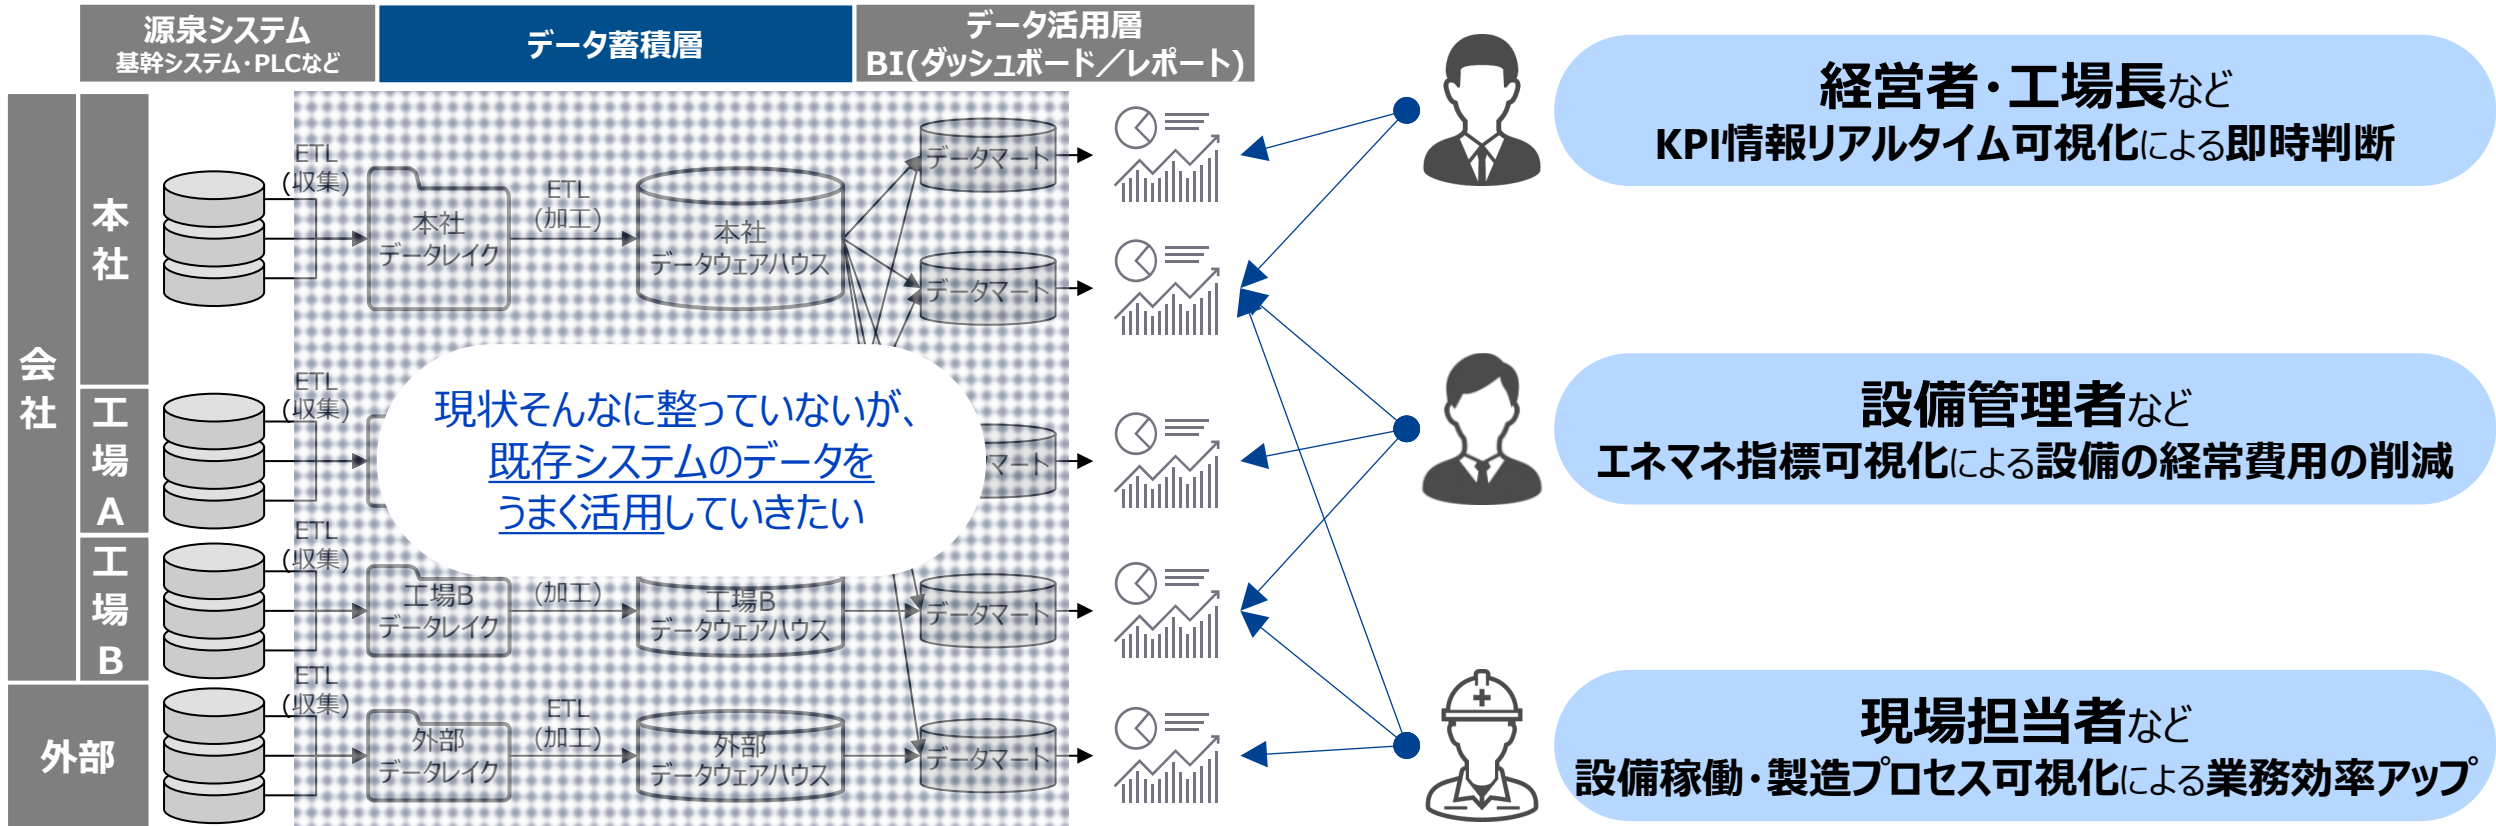 源泉システム
基幹システム・PLCなど
データ蓄積層
データ活用層
BI(ダッシュボード／レポート)
会社
本社
工場A
工場B
外部
ETL
(収集)
本社
データレイク
ETL
(加工)
本社
データウェアハウス
データマート
データマート
ETL
(収集)
現状そんなに整っていないが、
既存システムのデータを
うまく活用していきたい
ETL
(収集)
工場B
データレイク
(加工)
工場B
データウェアハウス
データマート
ETL
(収集)
外部
データレイク
ETL
(加工)
外部
データウェアハウス
データマート
経営者・工場長など
KPI情報リアルタイム可視化による即時判断
設備管理者など
エネマネ指標可視化による設備の経常費用の削減
現場担当者など
設備稼働・製造プロセス可視化による業務効率アップ